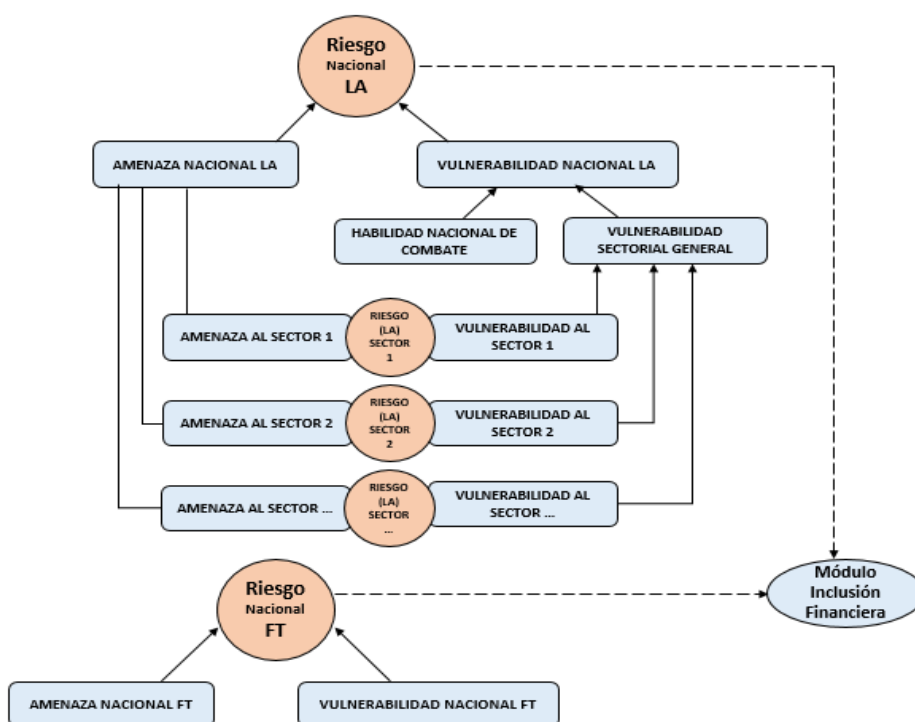 Riesgo
Nacional
LA
AMENAZA NACIONAL LA
VULNERABILIDAD NACIONAL LA
HABILIDAD NACIONAL DE
COMBATE
VULNERABILIDAD
SECTORIAL GENERAL
AMENAZA AL SECTOR 1
RIESGO
(LA)
SECTOR
1
VULNERABILIDAD AL
SECTOR 1
AMENAZA AL SECTOR 2
RIESGO
(LA)
SECTOR
2
VULNERABILIDAD AL
SECTOR 2
AMENAZA AL SECTOR ...
RIESGO
(LA)
SECTOR
...
VULNERABILIDAD AL
SECTOR ...
Riesgo
Nacional
FT
Módulo
Inclusión
Financiera
AMENAZA NACIONAL FT
VULNERABILIDAD NACIONAL FT